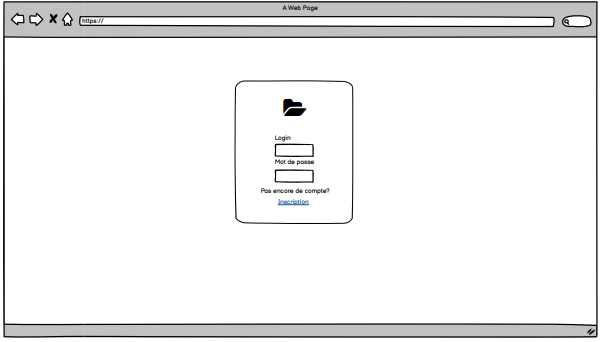 A Web Page
https://
Login
Mot de passe
Pas encore de compte?
Inscription